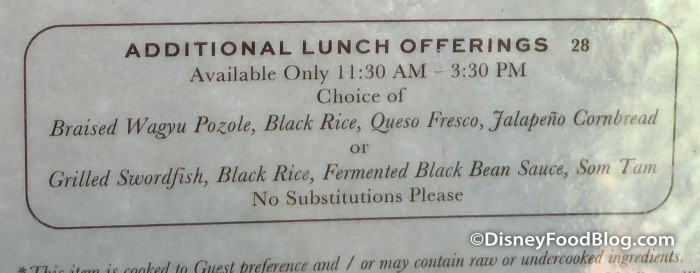 ADDITIONAL LUNCH OFFERINGS 28
Available Only 11:30 AM – 3:30 PM
Choice of
Braised Wagyu Pozole, Black Rice, Queso Fresco, Jalapeño Cornbread
or
Grilled Swordfish, Black Rice, Fermented Black Bean Sauce, Som Tam
No Substitutions Please
©DisneyFoodBlog.com
*This item is cooked to Guest preference and / or may contain raw or undercooked ingredients.